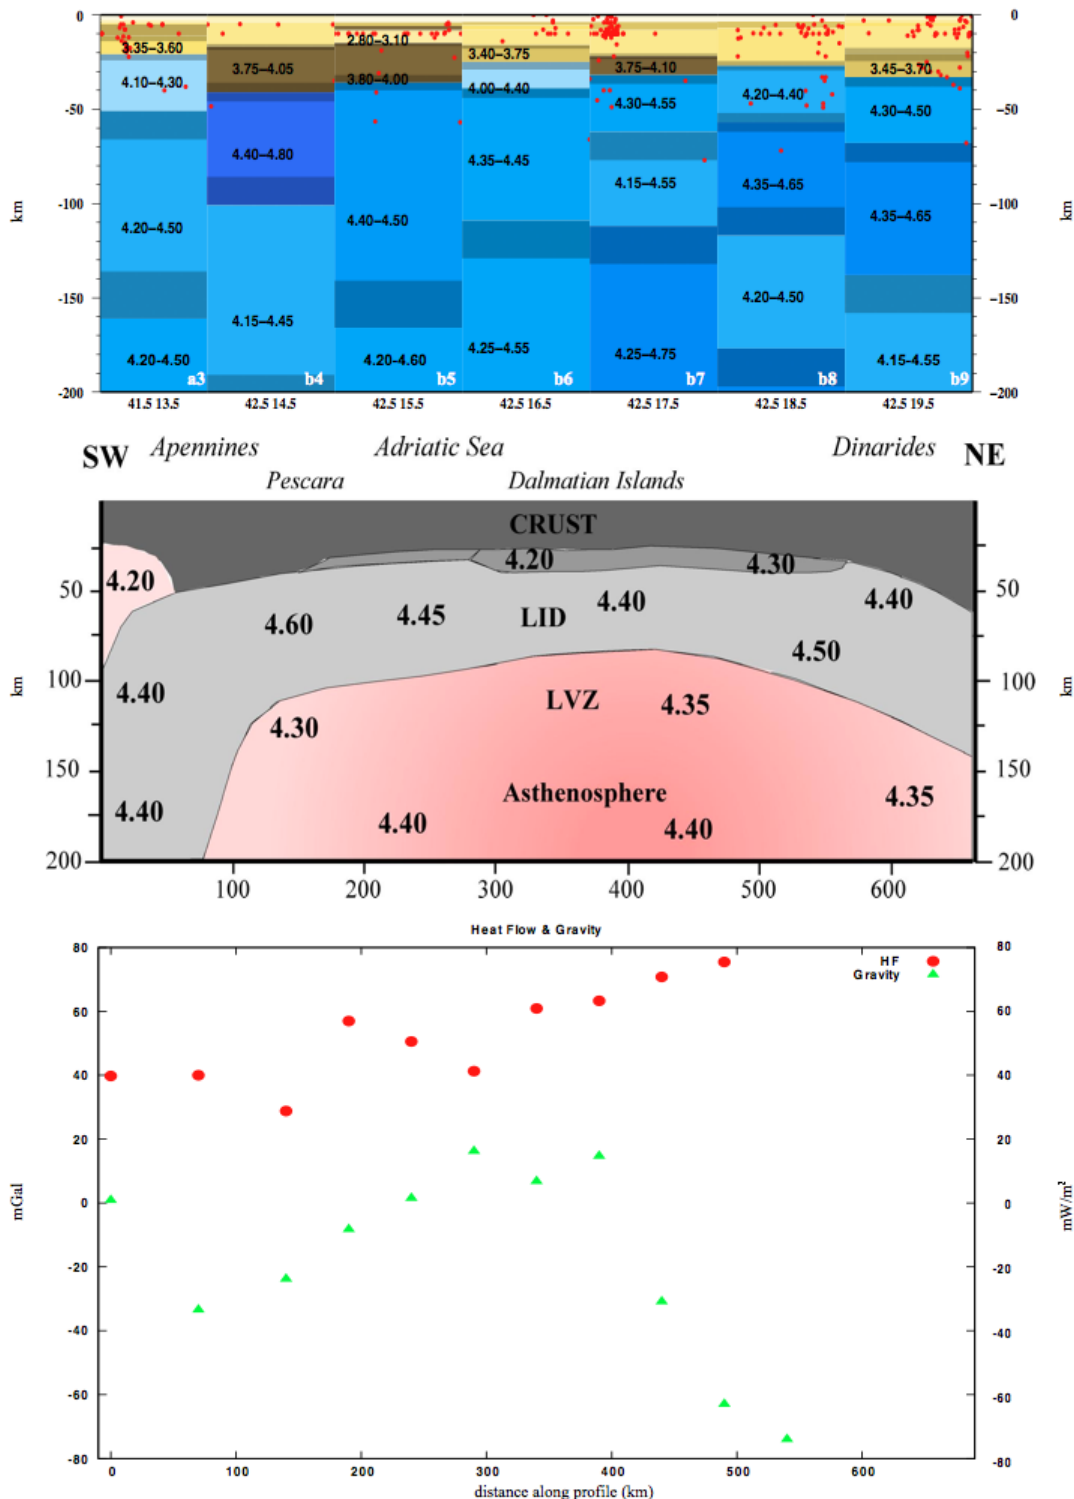 0 0
2.80–3.10
3.35–3.60 3.40–3.75
3.75–4.05 3.75–4.10 3.45–3.70
4.10–4.30 3.80–4.00 4.00–4.40 4.20–4.40
-50 4.30–4.55 4.30–4.50 −50
4.40–4.80 4.35–4.45
4.15–4.55 4.35–4.65
km -100 −100 km
4.20–4.50 4.40–4.50 4.35–4.65
-150 4.20–4.50 −150
4.15–4.45
4.20–4.50 4.20–4.60 4.25–4.55 4.25–4.75 4.15–4.55
a3 b4 b5 b6 b7 b8 b9
-200 −200
41.5 13.5 42.5 14.5 42.5 15.5 42.5 16.5 42.5 17.5 42.5 18.5 42.5 19.5
SW Apennines Adriatic Sea Dinarides NE
Pescara Dalmatian Islands
CRUST
4.20 4.20 4.30
50 4.40 4.40 50
4.60 4.45 LID
4.50
km 100 4.40 LVZ 4.35 100 km
4.30
150 150
4.40 Asthenosphere 4.35
4.40 4.40
200 200
100 200 300 400 500 600
Heat Flow & Gravity
80 80
HF
Gravity
60 60
40 40
20 20
mGal 0 0 mW/m²
-20 -20
-40 -40
-60 -60
-80 -80
0 100 200 300 400 500 600
distance along profile (km)